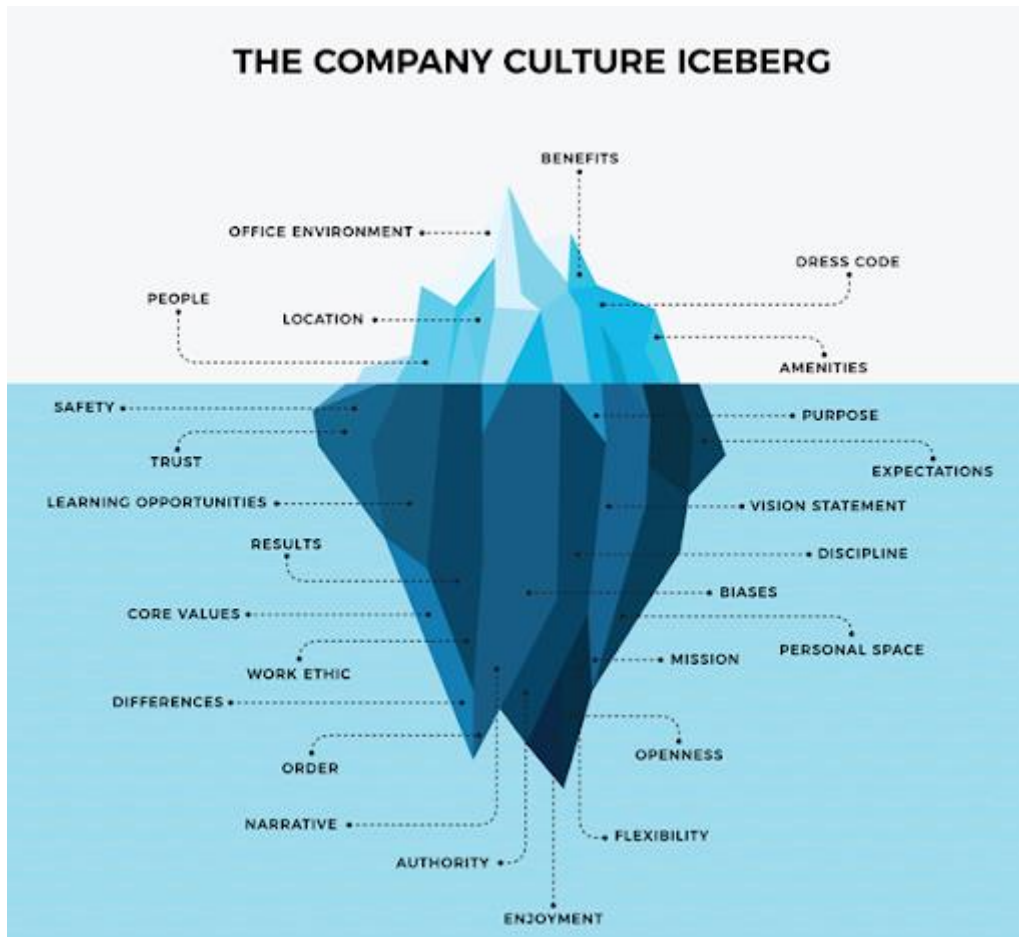 THE COMPANY CULTURE ICEBERG
BENEFITS
OFFICE ENVIRONMENT
DRESS CODE
PEOPLE
LOCATION
AMENITIES
SAFETY
PURPOSE
TRUST
EXPECTATIONS
LEARNING OPPORTUNITIES
VISION STATEMENT
RESULTS
DISCIPLINE
BIASES
CORE VALUES
PERSONAL SPACE
MISSION
WORK ETHIC
DIFFERENCES
OPENNESS
ORDER
NARRATIVE
FLEXIBILITY
AUTHORITY
ENJOYMENT